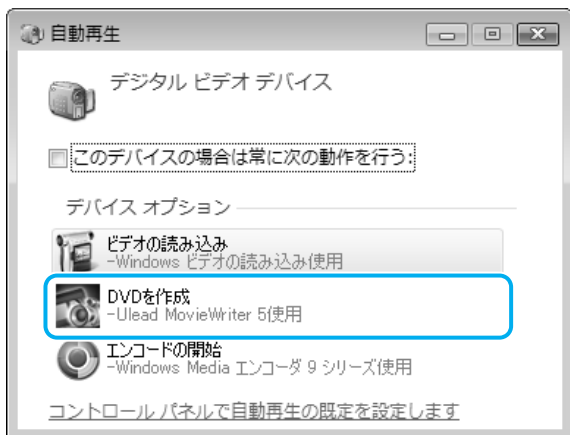 自動再生
デジタル ビデオ デバイス
このデバイスの場合は常に次の動作を行う:
デバイス オプション
ビデオの読み込み
-Windows ビデオの読み込み使用
DVDを作成
-Ulead MovieWriter 5使用
エンコードの開始
-Windows Media エンコーダ 9 シリーズ使用
コントロール パネルで自動再生の既定を設定します